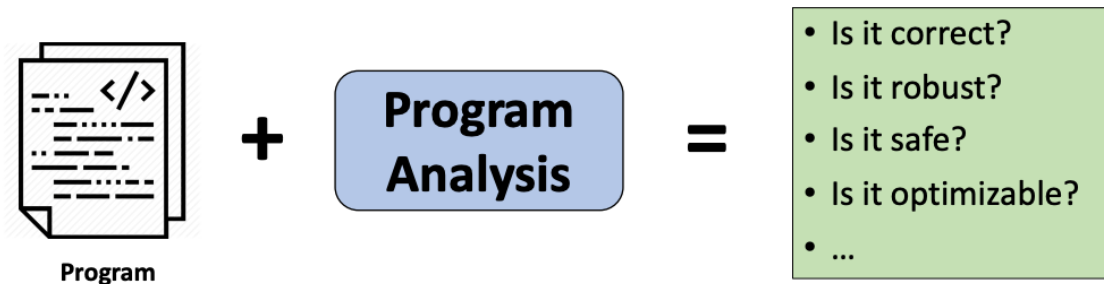 </>
Program
+
Program
Analysis
=
• Is it correct?
• Is it robust?
• Is it safe?
• Is it optimizable?
• ...